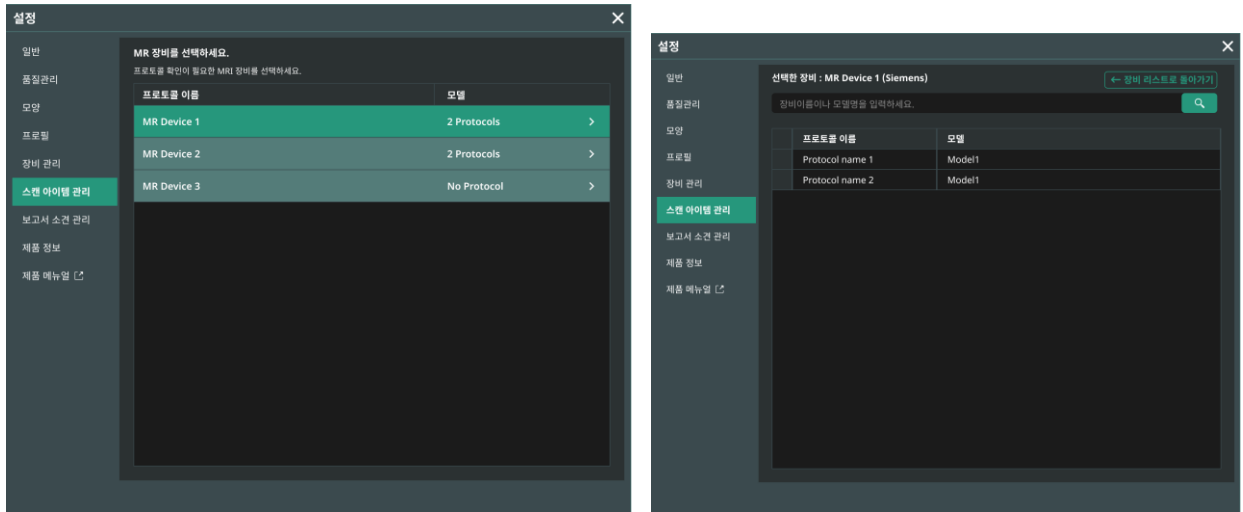 설정
일반
품질관리
모양
프로필
장비 관리
스캔 아이템 관리
보고서 소견 관리
제품 정보
제품 메뉴얼
MR 장비를 선택하세요.
프로토콜 확인이 필요한 MRI 장비를 선택하세요.
프로토콜 이름 모델
MR Device 1 2 Protocols
MR Device 2 2 Protocols
MR Device 3 No Protocol
설정
일반
품질관리
모양
프로필
장비 관리
스캔 아이템 관리
보고서 소견 관리
제품 정보
제품 메뉴얼
선택한 장비 : MR Device 1 (Siemens) ← 장비 리스트로 돌아가기
장비이름이나 모델명을 입력하세요.
프로토콜 이름 모델
Protocol name 1 Model1
Protocol name 2 Model1